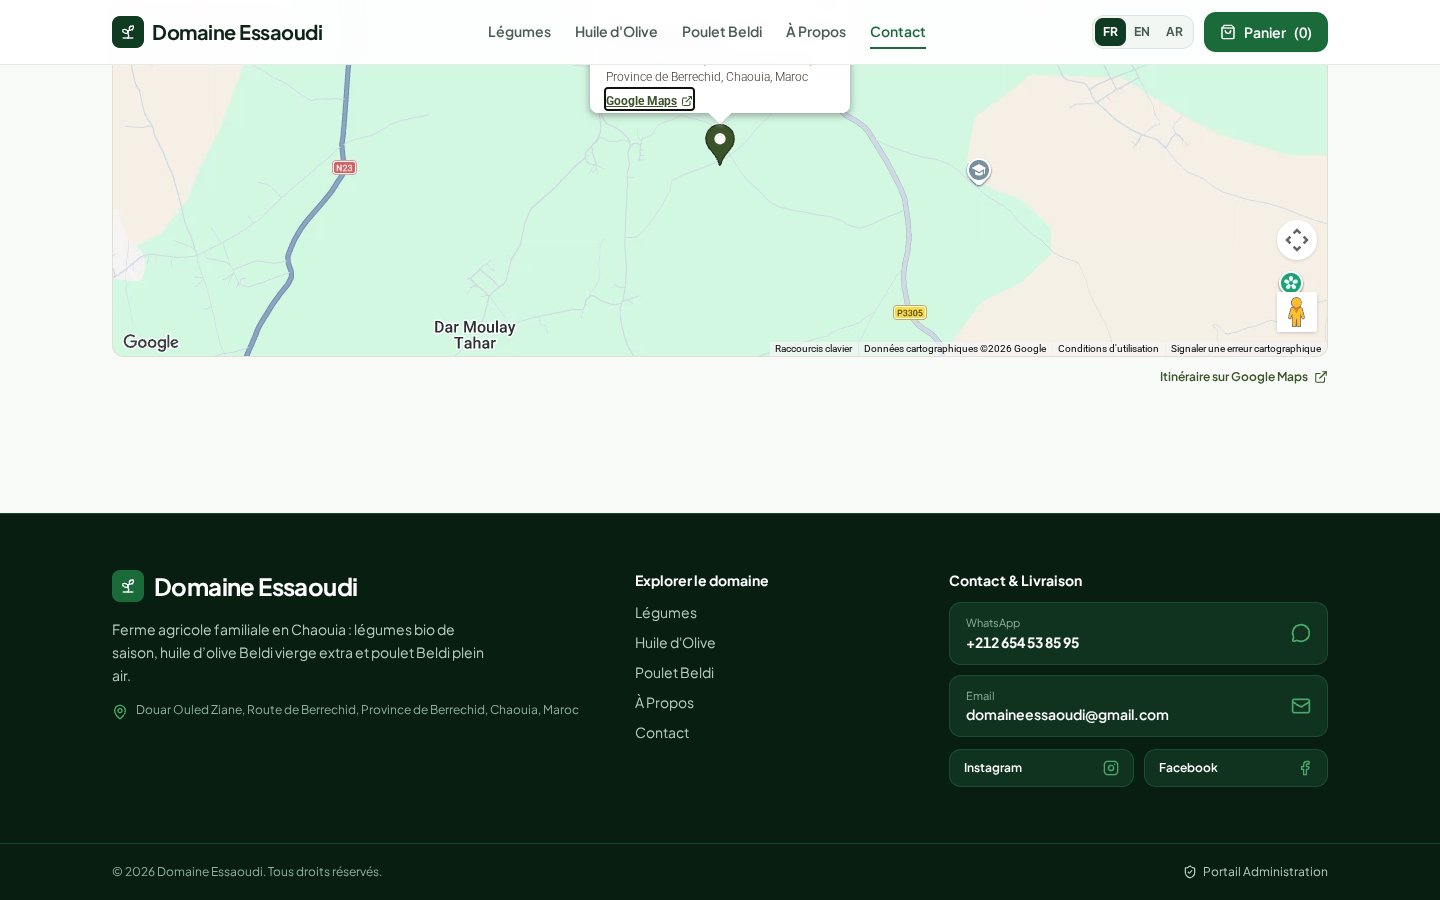 Domaine Essaoudi
Légumes
Huile d'Olive
Poulet Beldi
À Propos
Contact
FR
EN
AR
Panier (0)
Province de Berrechid, Chaouia, Maroc
Google Maps
N23
P3305
Dar Moulay
Tahar
Google
Raccourcis clavier
Données cartographiques ©2026 Google
Conditions d'utilisation
Signaler une erreur cartographique
Itinéraire sur Google Maps
Domaine Essaoudi
Ferme agricole familiale en Chaouia : légumes bio de
saison, huile d’olive Beldi vierge extra et poulet Beldi plein
air.
Douar Ouled Ziane, Route de Berrechid, Province de Berrechid, Chaouia, Maroc
Explorer le domaine
Légumes
Huile d'Olive
Poulet Beldi
À Propos
Contact
Contact & Livraison
WhatsApp
+212 654 53 85 95
Email
domaineessaoudi@gmail.com
Instagram
Facebook
© 2026 Domaine Essaoudi. Tous droits réservés.
Portail Administration